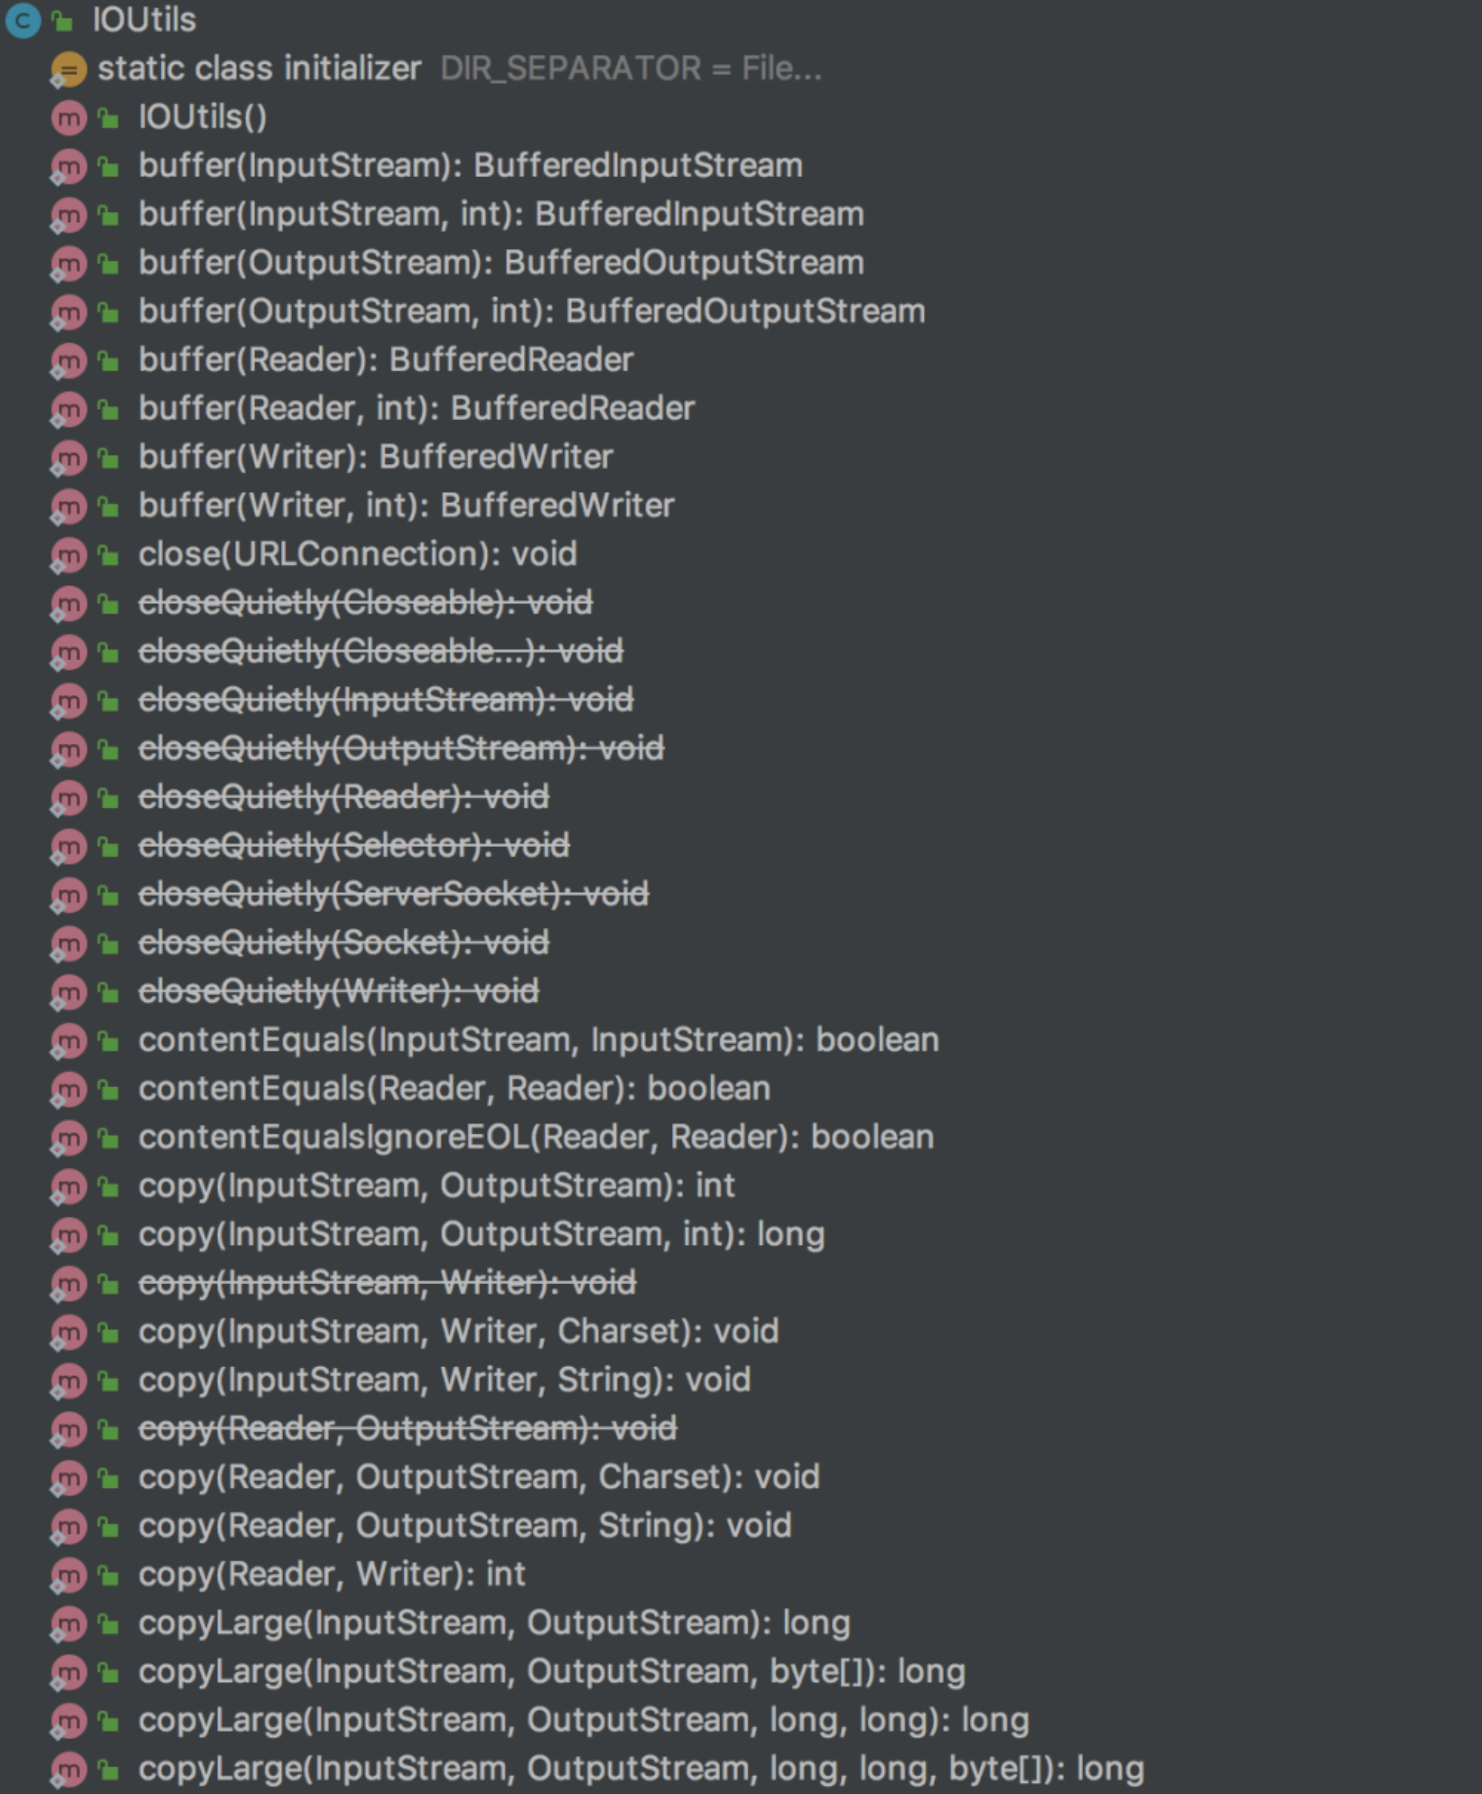 IOUtils
static class initializer DIR_SEPARATOR = File...
IOUtils()
buffer(InputStream): BufferedInputStream
buffer(InputStream, int): BufferedInputStream
buffer(OutputStream): BufferedOutputStream
buffer(OutputStream, int): BufferedOutputStream
buffer(Reader): BufferedReader
buffer(Reader, int): BufferedReader
buffer(Writer): BufferedWriter
buffer(Writer, int): BufferedWriter
close(URLConnection): void
closeQuietly(Closeable): void
closeQuietly(Closeable...): void
closeQuietly(InputStream): void
closeQuietly(OutputStream): void
closeQuietly(Reader): void
closeQuietly(Selector): void
closeQuietly(ServerSocket): void
closeQuietly(Socket): void
closeQuietly(Writer): void
contentEquals(InputStream, InputStream): boolean
contentEquals(Reader, Reader): boolean
contentEqualsIgnoreEOL(Reader, Reader): boolean
copy(InputStream, OutputStream): int
copy(InputStream, OutputStream, int): long
copy(InputStream, Writer): void
copy(InputStream, Writer, Charset): void
copy(InputStream, Writer, String): void
copy(Reader, OutputStream): void
copy(Reader, OutputStream, Charset): void
copy(Reader, OutputStream, String): void
copy(Reader, Writer): int
copyLarge(InputStream, OutputStream): long
copyLarge(InputStream, OutputStream, byte[]): long
copyLarge(InputStream, OutputStream, long, long): long
copyLarge(InputStream, OutputStream, long, long, byte[]): long